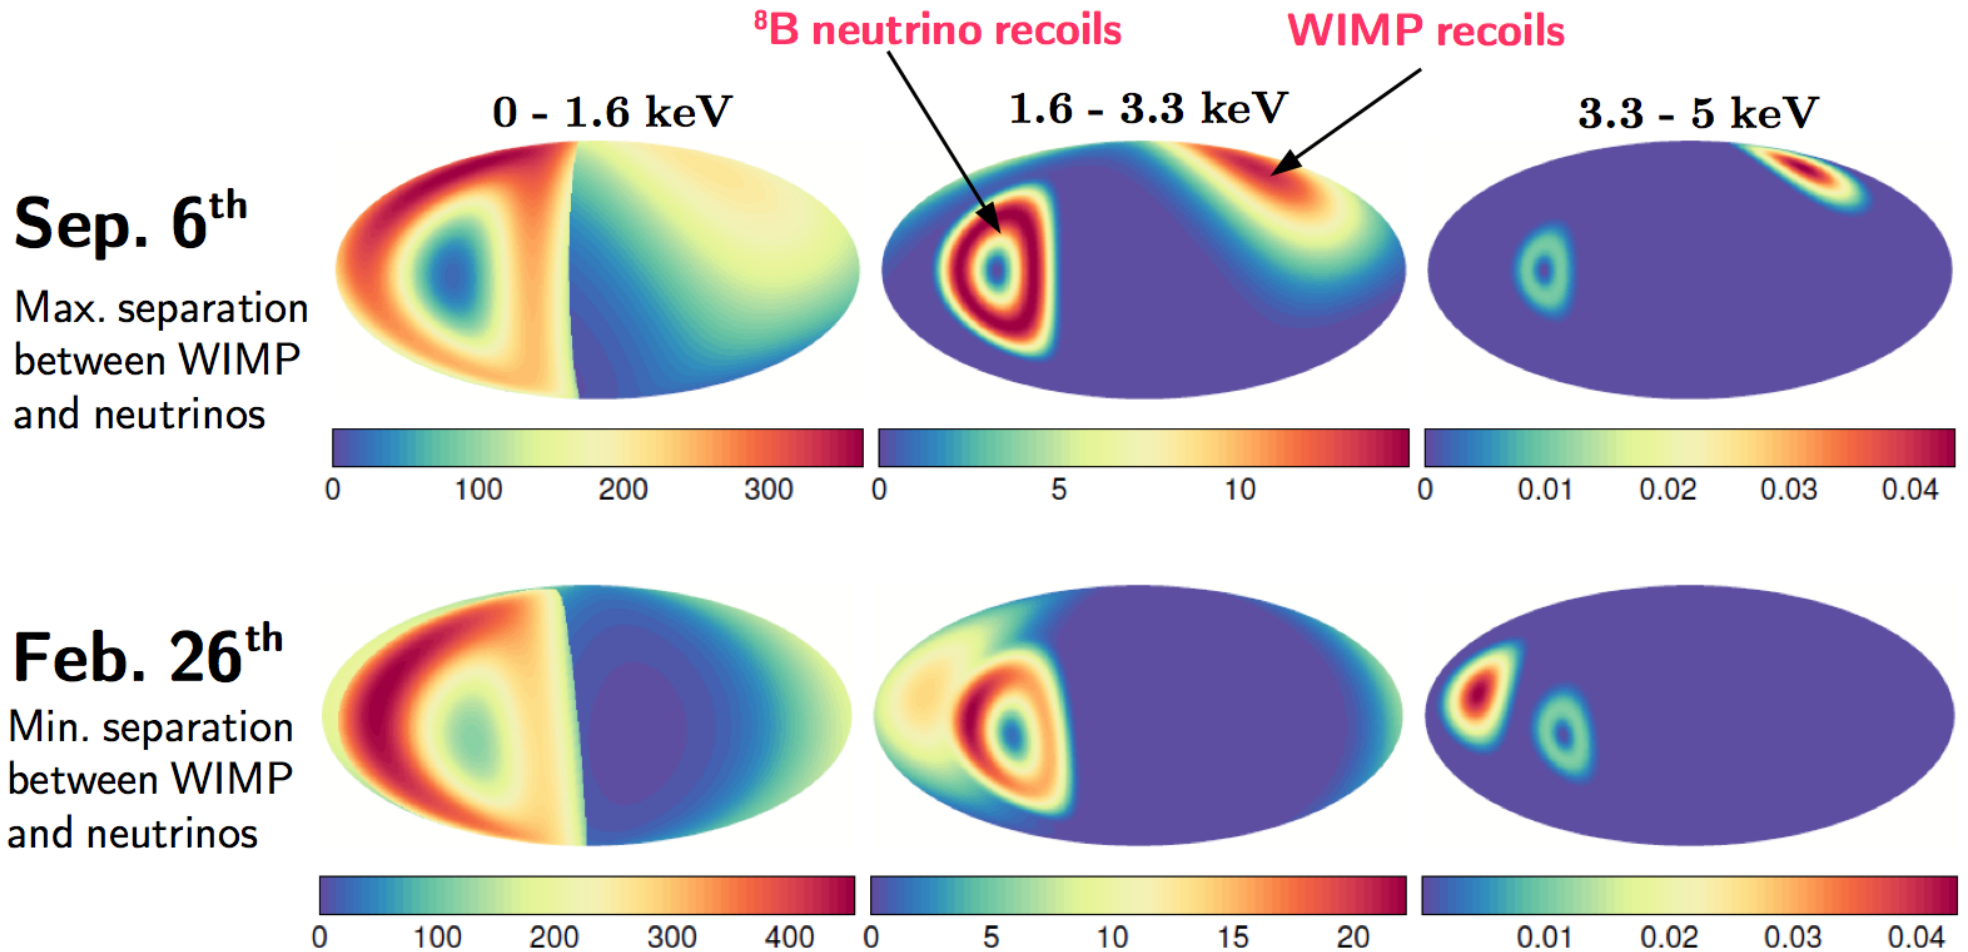 ⁸B neutrino recoils
WIMP recoils
0 - 1.6 keV
1.6 - 3.3 keV
3.3 - 5 keV
Sep. 6th
Max. separation
between WIMP
and neutrinos
0 100 200 300
0 5 10
0 0.01 0.02 0.03 0.04
Feb. 26th
Min. separation
between WIMP
and neutrinos
0 100 200 300 400
0 5 10 15 20
0.01 0.02 0.03 0.04